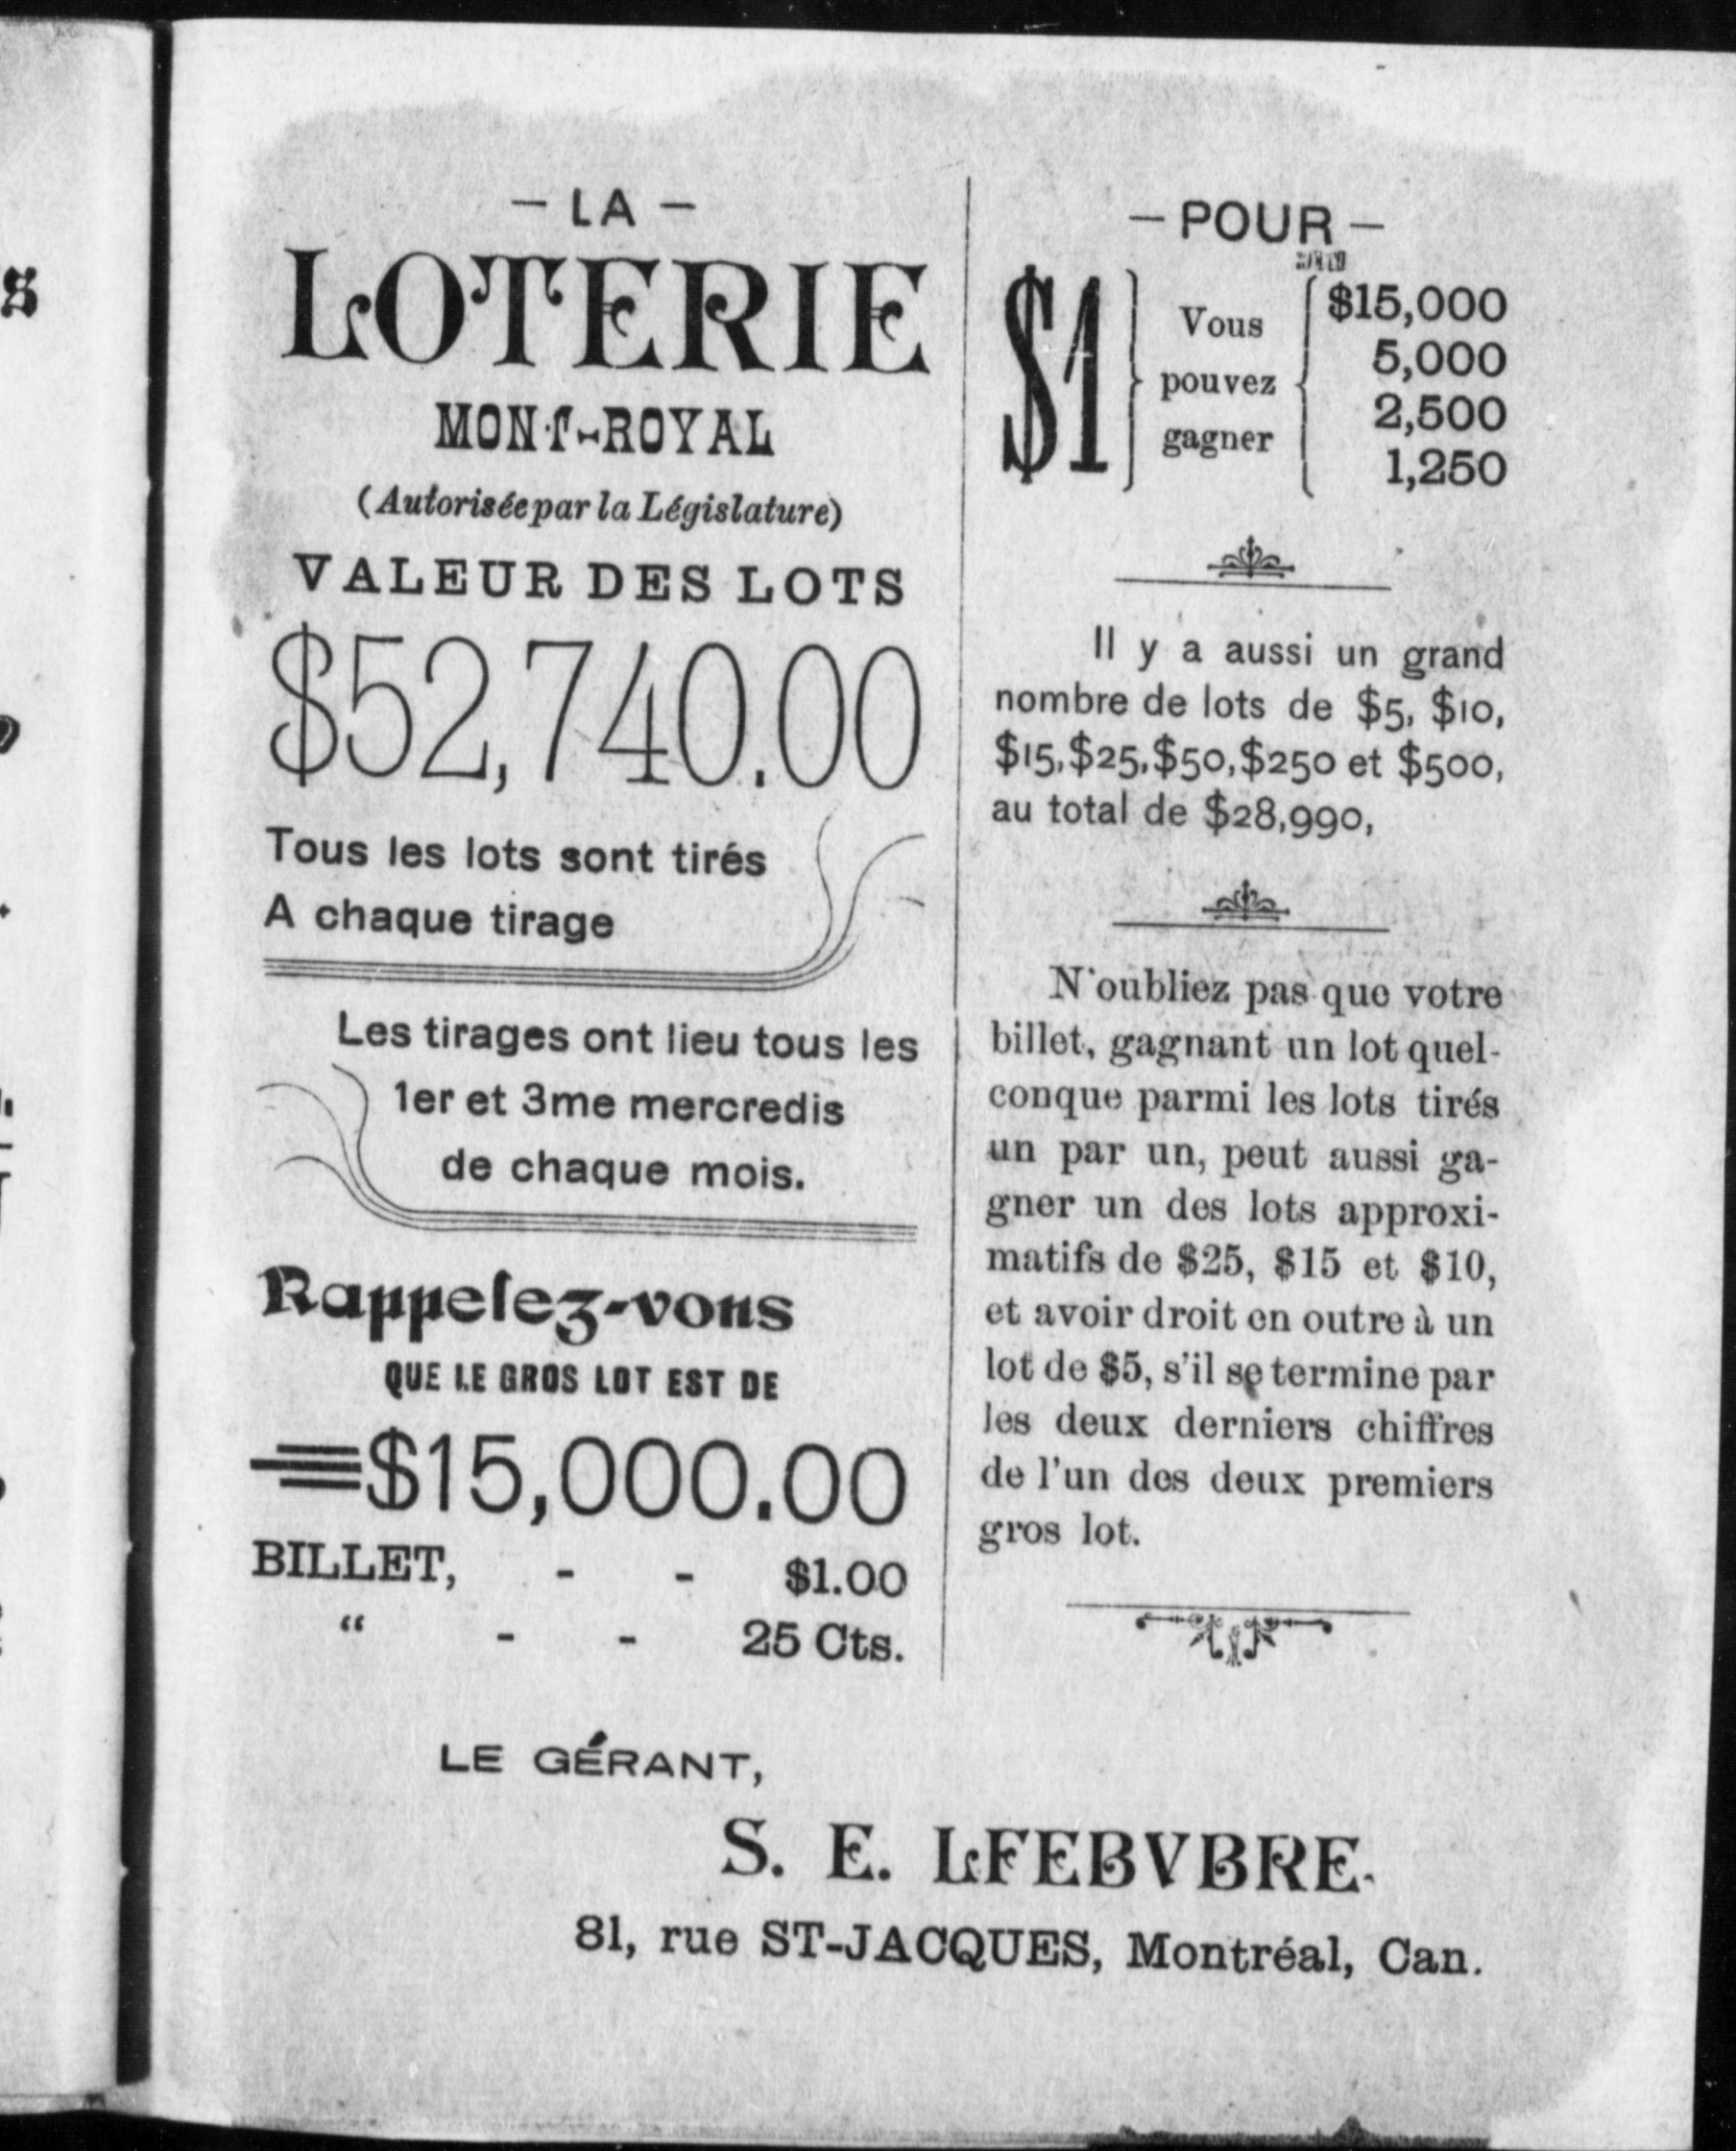 — LA —
LOTERIE
MONT-ROYAL
(Autorisée par la Législature)
VALEUR DES LOTS
$52,740.00
Tous les lots sont tirés
A chaque tirage
Les tirages ont lieu tous les
1er et 3me mercredis
de chaque mois.
Rappelez-vous
QUE LE GROS LOT EST DE
$15,000.00
BILLET, - - $1.00
“ - - 25 Cts.
— POUR —
$1 Vous pouvez gagner
$15,000
5,000
2,500
1,250
Il y a aussi un grand
nombre de lots de $5, $10,
$15, $25, $50, $250 et $500,
au total de $28,990,
N'oubliez pas que votre
billet, gagnant un lot quel-
conque parmi les lots tirés
un par un, peut aussi ga-
gner un des lots approxi-
matifs de $25, $15 et $10,
et avoir droit en outre à un
lot de $5, s'il se termine par
les deux derniers chiffres
de l'un des deux premiers
gros lot.
LE GÉRANT,
S. E. LFEBVBRE.
81, rue ST-JACQUES, Montréal, Can.